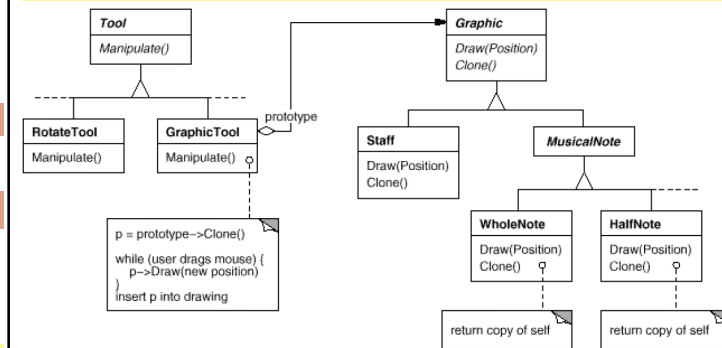 Tool
Manipulate()
Graphic
Draw(Position)
Clone()
prototype
RotateTool
Manipulate()
GraphicTool
Manipulate()
Staff
Draw(Position)
Clone()
MusicalNote
p = prototype–>Clone()
while (user drags mouse) {
p–>Draw(new position)
}
insert p into drawing
WholeNote
Draw(Position)
Clone()
HalfNote
Draw(Position)
Clone()
return copy of self
return copy of self